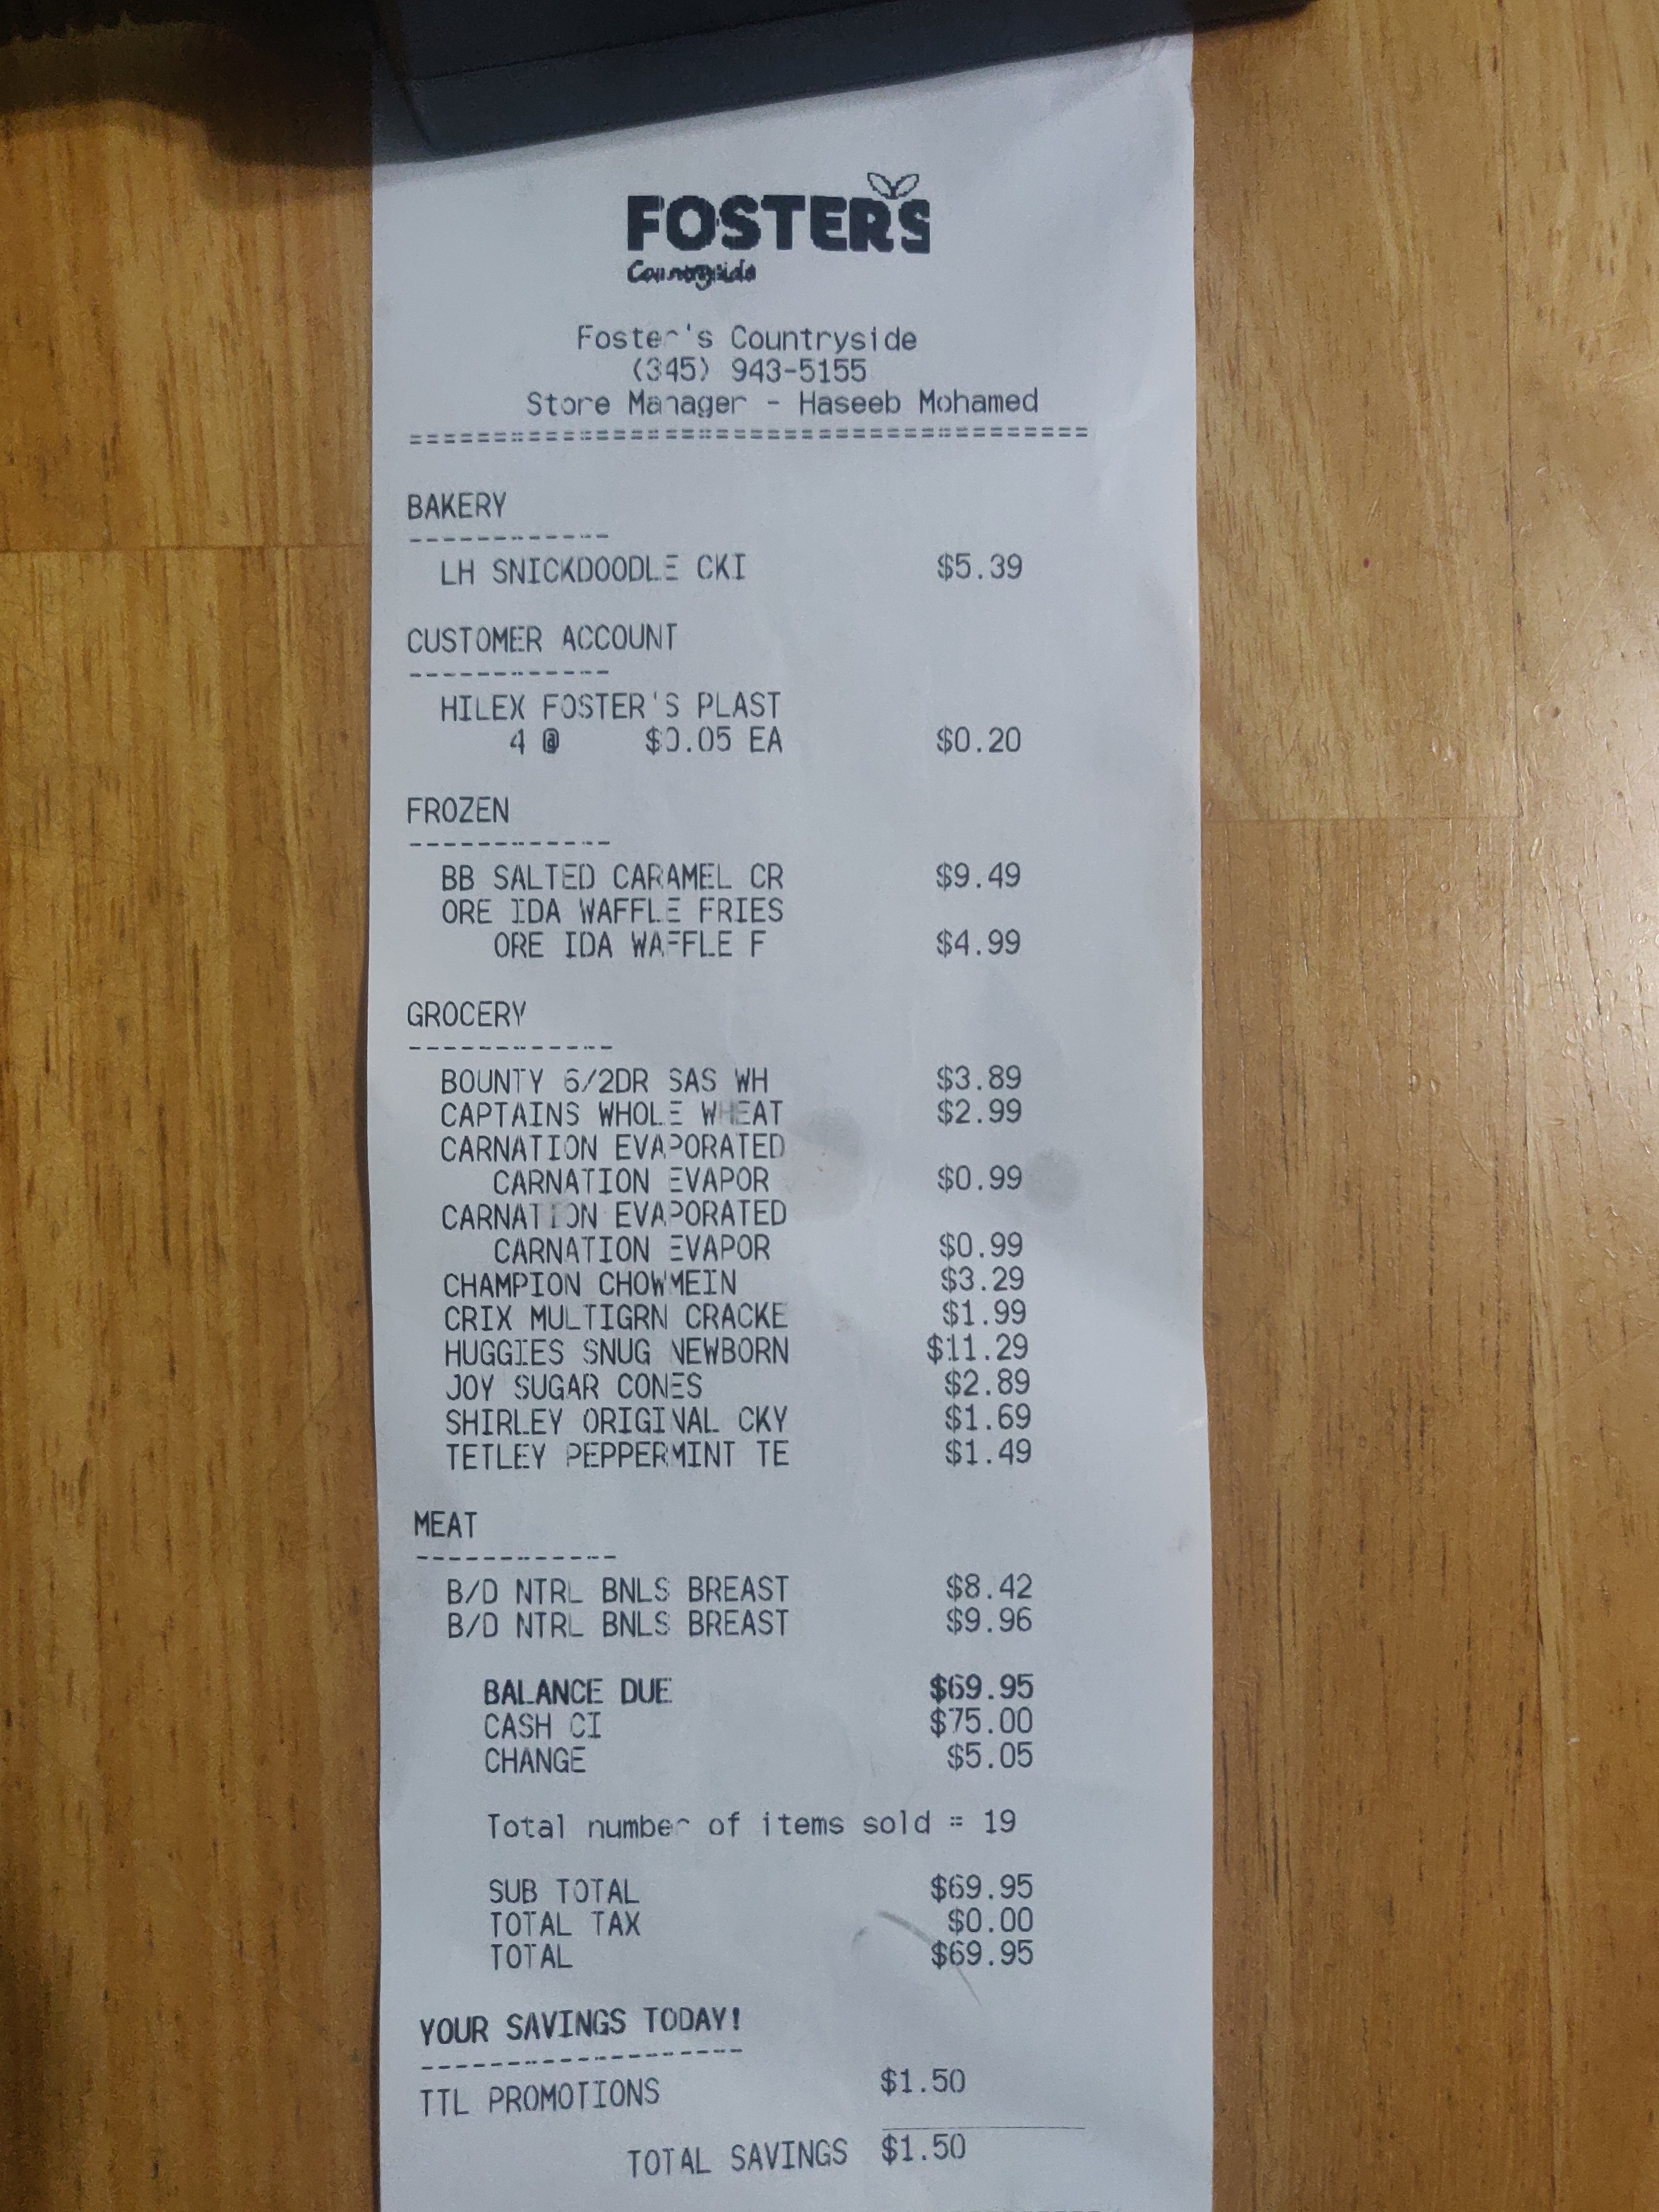 FOSTER'S
Countryside
Foster's Countryside
(345) 943-5155
Store Manager - Haseeb Mohamed
========================================
BAKERY
------------
LH SNICKDOODLE CKI $5.39
CUSTOMER ACCOUNT
------------
HILEX FOSTER'S PLAST
4 @ $0.05 EA $0.20
FROZEN
------------
BB SALTED CARAMEL CR $9.49
ORE IDA WAFFLE FRIES
ORE IDA WAFFLE F $4.99
GROCERY
------------
BOUNTY 6/2DR SAS WH $3.89
CAPTAINS WHOLE WHEAT $2.99
CARNATION EVAPORATED
CARNATION EVAPOR $0.99
CARNATION EVAPORATED
CARNATION EVAPOR $0.99
CHAMPION CHOWMEIN $3.29
CRIX MULTIGRN CRACKE $1.99
HUGGIES SNUG NEWBORN $11.29
JOY SUGAR CONES $2.89
SHIRLEY ORIGINAL CKY $1.69
TETLEY PEPPERMINT TE $1.49
MEAT
------------
B/D NTRL BNLS BREAST $8.42
B/D NTRL BNLS BREAST $9.96
BALANCE DUE $69.95
CASH CI $75.00
CHANGE $5.05
Total number of items sold = 19
SUB TOTAL $69.95
TOTAL TAX $0.00
TOTAL $69.95
YOUR SAVINGS TODAY!
-------------------
TTL PROMOTIONS $1.50
TOTAL SAVINGS $1.50